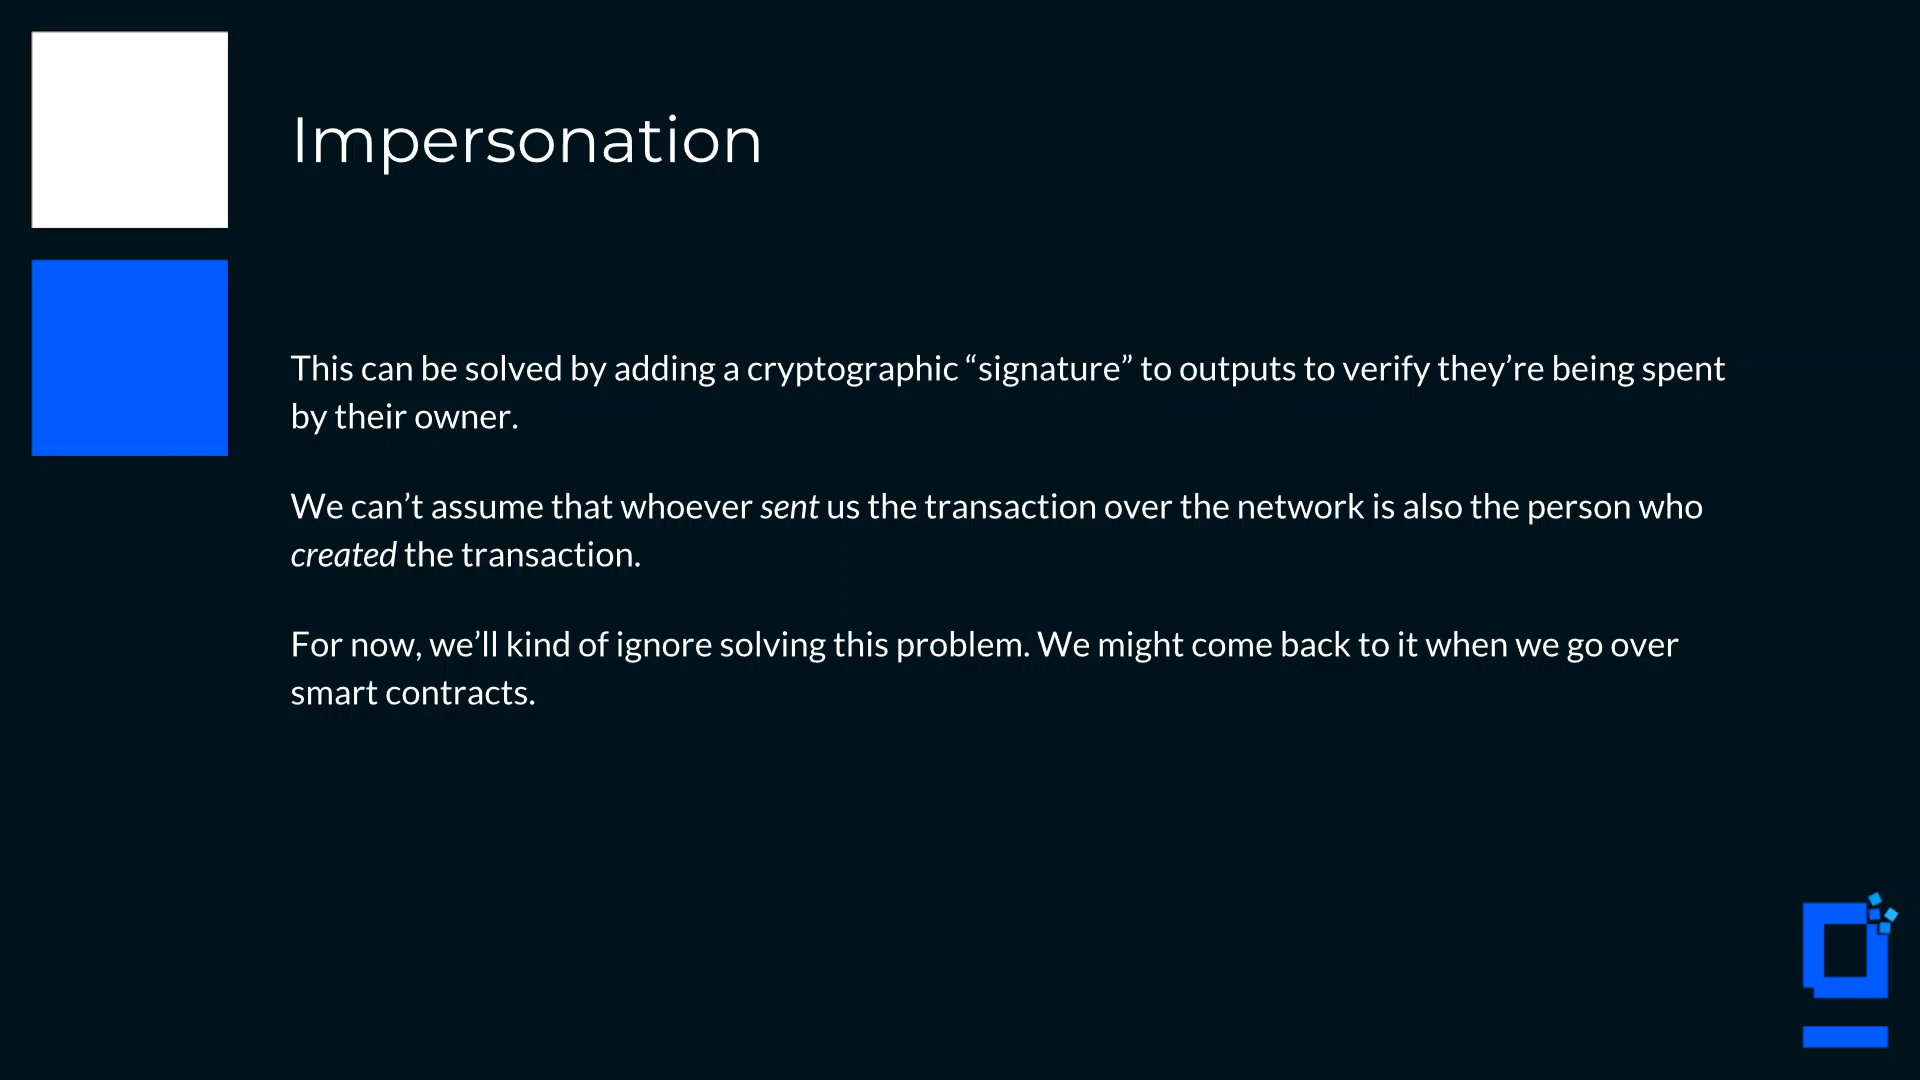 Impersonation
This can be solved by adding a cryptographic “signature” to outputs to verify they’re being spent
by their owner.
We can’t assume that whoever sent us the transaction over the network is also the person who
created the transaction.
For now, we’ll kind of ignore solving this problem. We might come back to it when we go over
smart contracts.